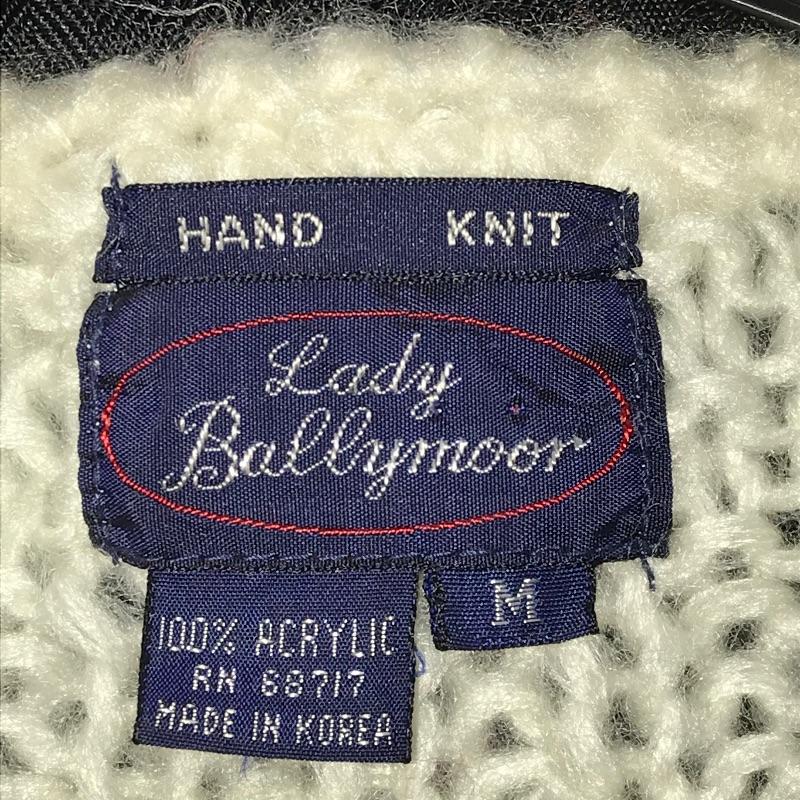 HAND KNIT
Lady
Ballymoor
M
100% ACRYLIC
RN 68717
MADE IN KOREA